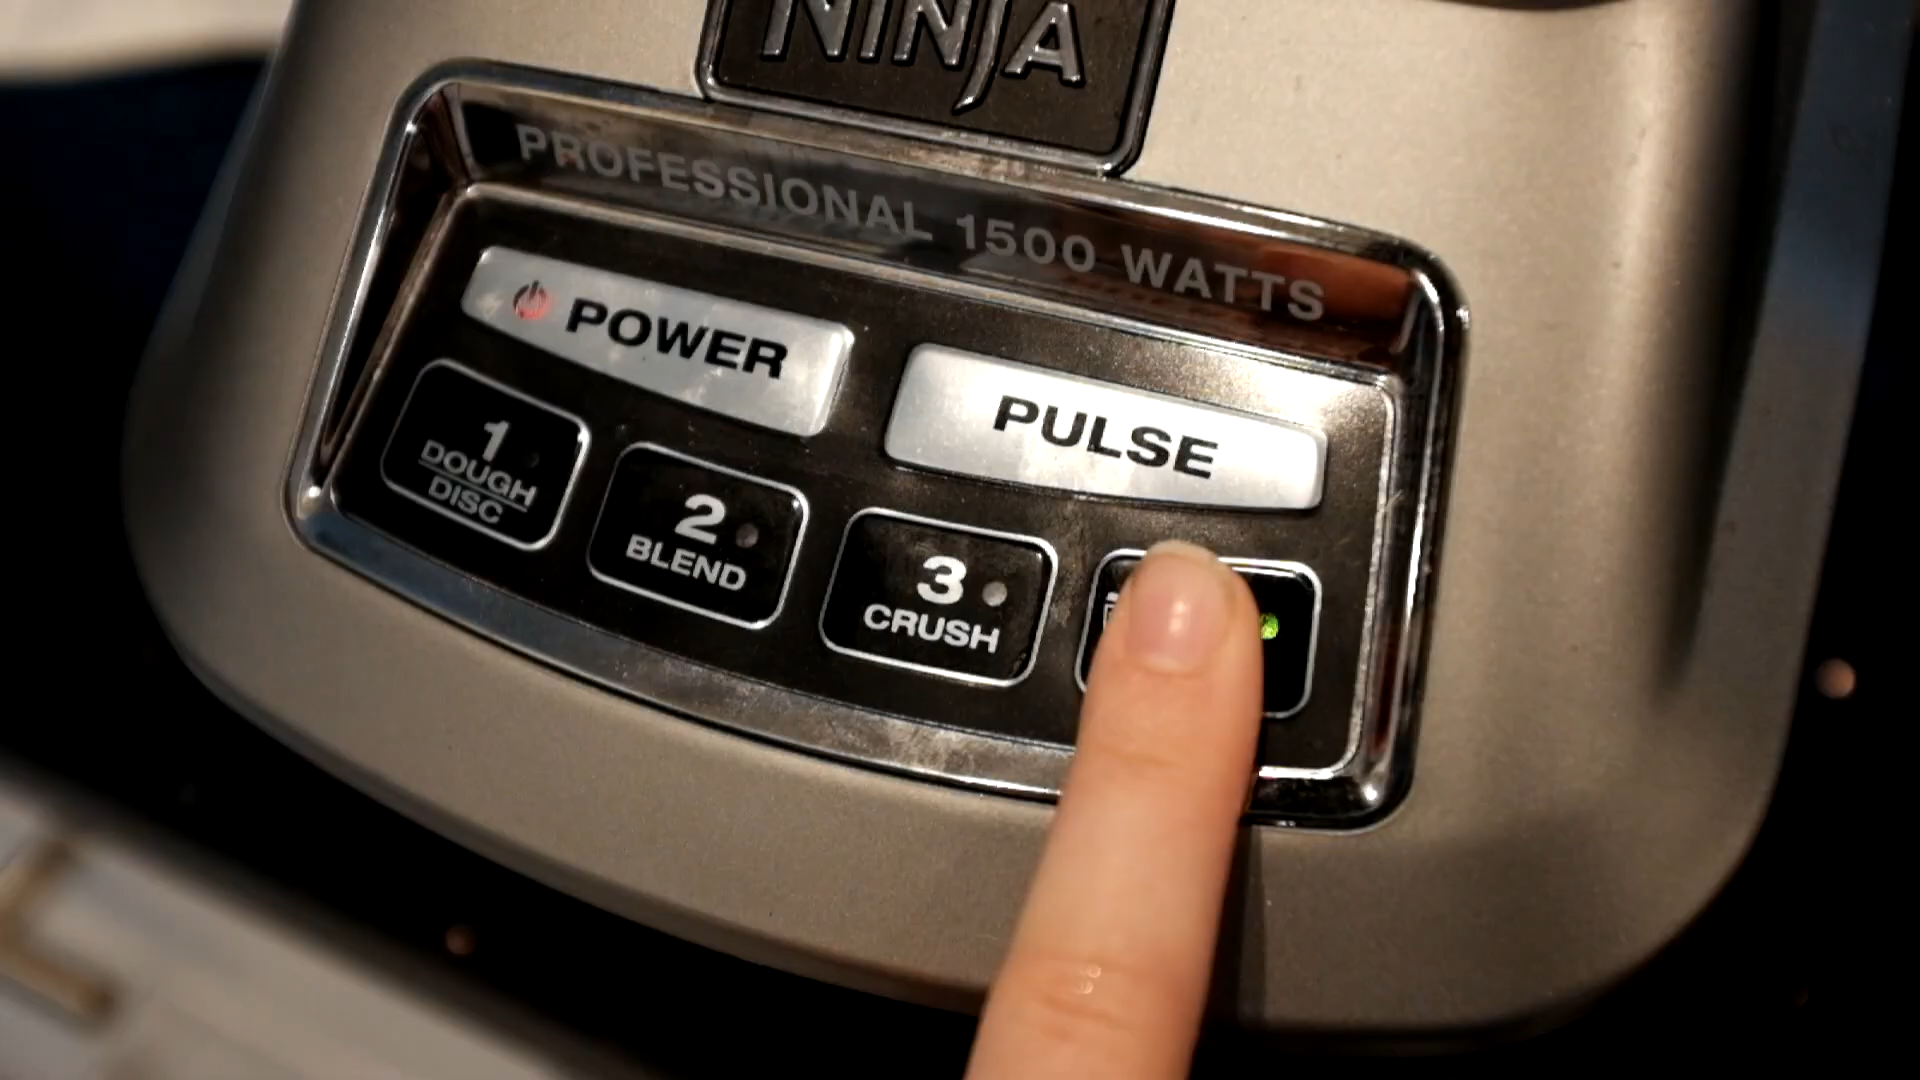 NINJA
PROFESSIONAL 1500 WATTS
POWER
PULSE
1
DOUGH
DISC
2
BLEND
3
CRUSH